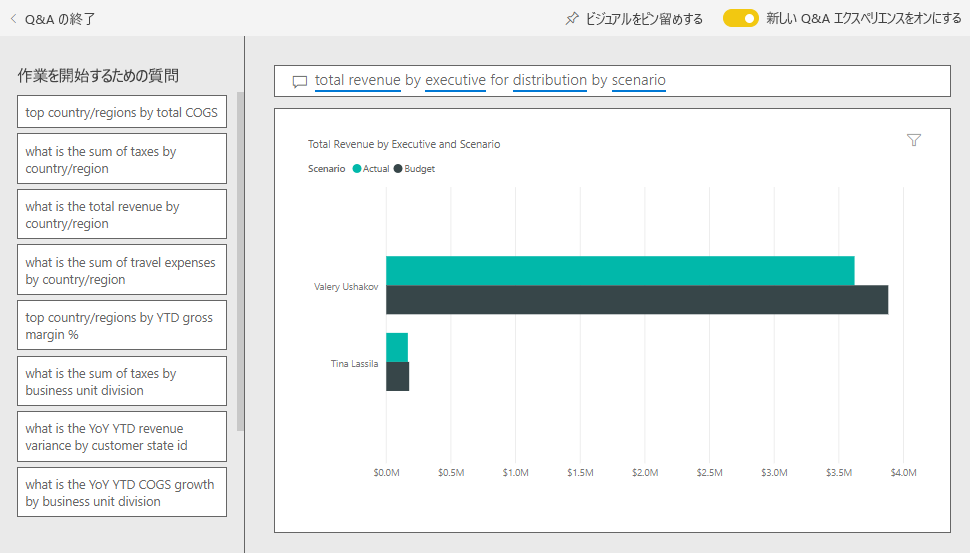 Q&A の終了
ビジュアルをピン留めする
新しい Q&A エクスペリエンスをオンにする
作業を開始するための質問
top country/regions by total COGS
what is the sum of taxes by
country/region
what is the total revenue by
country/region
what is the sum of travel expenses
by country/region
top country/regions by YTD gross
margin %
what is the sum of taxes by
business unit division
what is the YoY YTD revenue
variance by customer state id
what is the YoY YTD COGS growth
by business unit division
total revenue by executive for distribution by scenario
Total Revenue by Executive and Scenario
Scenario Actual Budget
Valery Ushakov
Tina Lassila
$0.0M $0.5M $1.0M $1.5M $2.0M $2.5M $3.0M $3.5M $4.0M